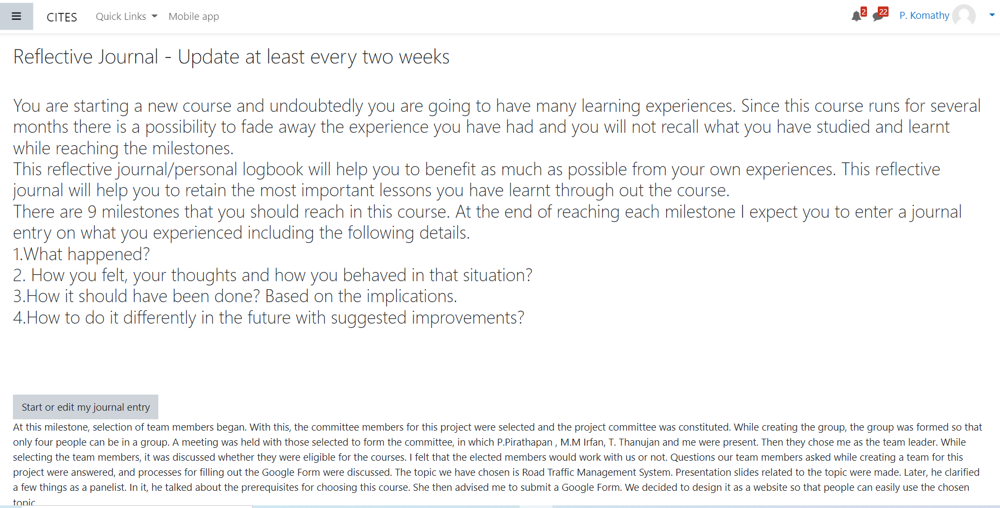 CITES Quick Links Mobile app 2 22 P. Komathy
Reflective Journal - Update at least every two weeks
You are starting a new course and undoubtedly you are going to have many learning experiences. Since this course runs for several
months there is a possibility to fade away the experience you have had and you will not recall what you have studied and learnt
while reaching the milestones.
This reflective journal/personal logbook will help you to benefit as much as possible from your own experiences. This reflective
journal will help you to retain the most important lessons you have learnt through out the course.
There are 9 milestones that you should reach in this course. At the end of reaching each milestone I expect you to enter a journal
entry on what you experienced including the following details.
1.What happened?
2. How you felt, your thoughts and how you behaved in that situation?
3.How it should have been done? Based on the implications.
4.How to do it differently in the future with suggested improvements?
Start or edit my journal entry
At this milestone, selection of team members began. With this, the committee members for this project were selected and the project committee was constituted. While creating the group, the group was formed so that
only four people can be in a group. A meeting was held with those selected to form the committee, in which P.Pirathapan , M.M Irfan, T. Thanujan and me were present. Then they chose me as the team leader. While
selecting the team members, it was discussed whether they were eligible for the courses. I felt that the elected members would work with us or not. Questions our team members asked while creating a team for this
project were answered, and processes for filling out the Google Form were discussed. The topic we have chosen is Road Traffic Management System. Presentation slides related to the topic were made. Later, he clarified
a few things as a panelist. In it, he talked about the prerequisites for choosing this course. She then advised me to submit a Google Form. We decided to design it as a website so that people can easily use the chosen
topic